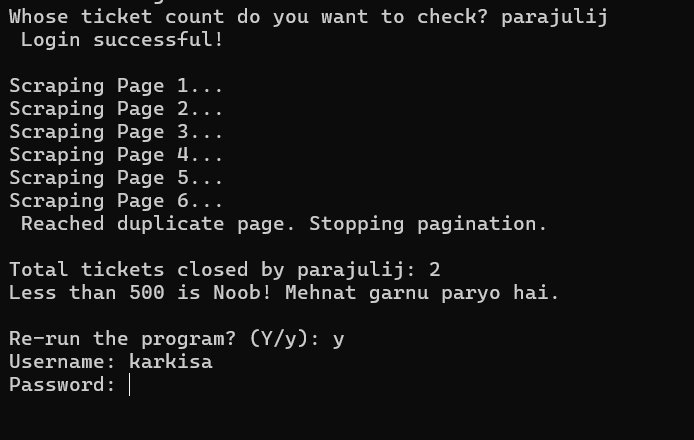 Whose ticket count do you want to check? parajulij
Login successful!
Scraping Page 1...
Scraping Page 2...
Scraping Page 3...
Scraping Page 4...
Scraping Page 5...
Scraping Page 6...
Reached duplicate page. Stopping pagination.
Total tickets closed by parajulij: 2
Less than 500 is Noob! Mehnat garnu paryo hai.
Re-run the program? (Y/y): y
Username: karkisa
Password: